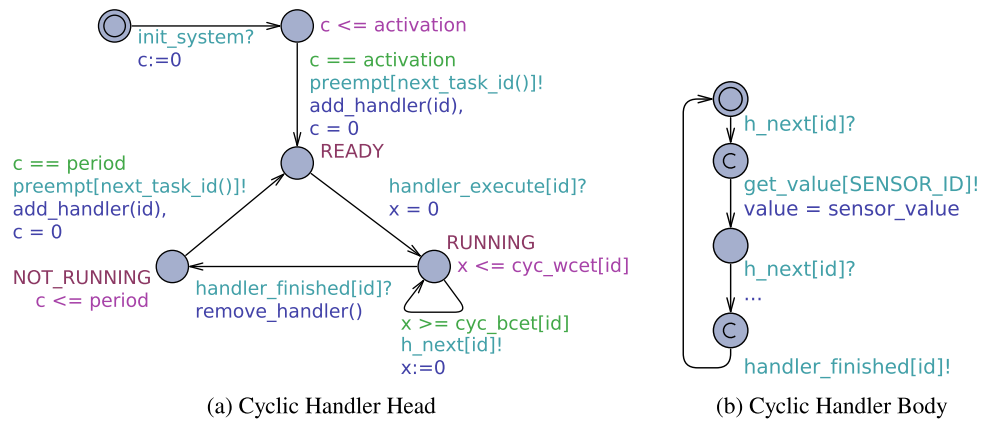 init_system?
c:=0
c <= activation
c == activation
preempt[next_task_id()]!
add_handler(id),
c = 0
READY
c == period
preempt[next_task_id()]!
add_handler(id),
c = 0
handler_execute[id]?
x = 0
RUNNING
x <= cyc_wcet[id]
NOT_RUNNING
c <= period
handler_finished[id]?
remove_handler()
x >= cyc_bcet[id]
h_next[id]!
x:=0
(a) Cyclic Handler Head
h_next[id]?
C
get_value[SENSOR_ID]!
value = sensor_value
h_next[id]?
...
C
handler_finished[id]!
(b) Cyclic Handler Body